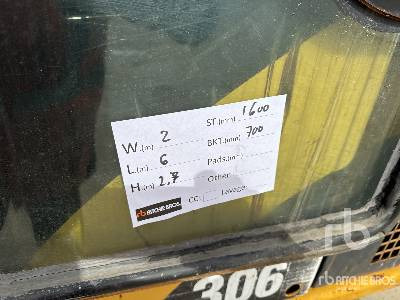 W.(m) 2
L.(m) 6
H.(m) 2,7
ST.(mm) 1600
BKT.(mm) 700
Pads.(mm)
Other
rb RITCHIE BROS.
CC:
Lavage:
306
rb
RITCHIE BROS.